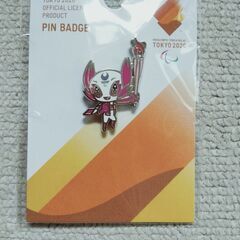 TOKYO 2020
OFFICIAL LICE
PRODUCT
PIN BADGE
TOKYO 2020